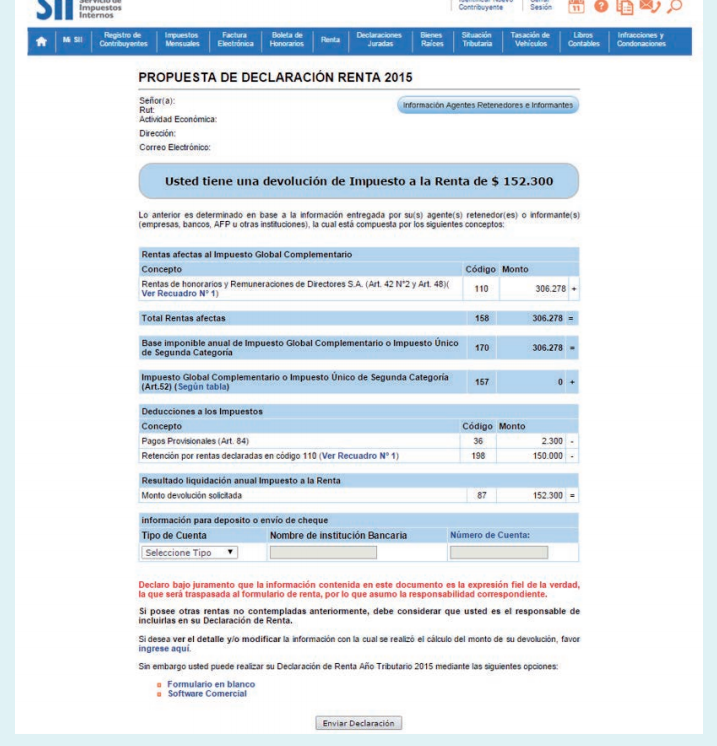 SII Servicio de
Impuestos
Internos
Identificar Nuevo
Contribuyente
Cerrar
Sesión
11
Mi SII
Registro de
Contribuyentes
Impuestos
Mensuales
Factura
Electrónica
Boleta de
Honorarios
Renta
Declaraciones
Juradas
Bienes
Raíces
Situación
Tributaria
Tasación de
Vehículos
Libros
Contables
Infracciones y
Condonaciones
PROPUESTA DE DECLARACIÓN RENTA 2015
Señor(a):
Rut:
Actividad Económica:
Dirección:
Correo Electrónico:
Información Agentes Retenedores e Informantes
Usted tiene una devolución de Impuesto a la Renta de $ 152.300
Lo anterior es determinado en base a la información entregada por su(s) agente(s) retenedor(es) o informante(s)
(empresas, bancos, AFP u otras instituciones), la cual está compuesta por los siguientes conceptos:
Rentas afectas al Impuesto Global Complementario
Concepto Código Monto
Rentas de honorarios y Remuneraciones de Directores S.A. (Art. 42 N°2 y Art. 48)(
Ver Recuadro N° 1) 110 306.278 +
Total Rentas afectas 158 306.278 =
Base imponible anual de Impuesto Global Complementario o Impuesto Único
de Segunda Categoría 170 306.278 =
Impuesto Global Complementario o Impuesto Único de Segunda Categoría
(Art.52) (Según tabla) 157 0 +
Deducciones a los Impuestos
Concepto Código Monto
Pagos Provisionales (Art. 84) 36 2.300 -
Retención por rentas declaradas en código 110 (Ver Recuadro N° 1) 198 150.000 -
Resultado liquidación anual Impuesto a la Renta
Monto devolución solicitada 87 152.300 =
información para deposito o envío de cheque
Tipo de Cuenta Nombre de institución Bancaria Número de Cuenta:
Seleccione Tipo
Declaro bajo juramento que la información contenida en este documento es la expresión fiel de la verdad,
la que será traspasada al formulario de renta, por lo que asumo la responsabilidad correspondiente.
Si posee otras rentas no contempladas anteriormente, debe considerar que usted es el responsable de
incluirlas en su Declaración de Renta.
Si desea ver el detalle y/o modificar la información con la cual se realizó el cálculo del monto de su devolución, favor
ingrese aquí.
Sin embargo usted puede realizar su Declaración de Renta Año Tributario 2015 mediante las siguientes opciones:
Formulario en blanco
Software Comercial
Enviar Declaración